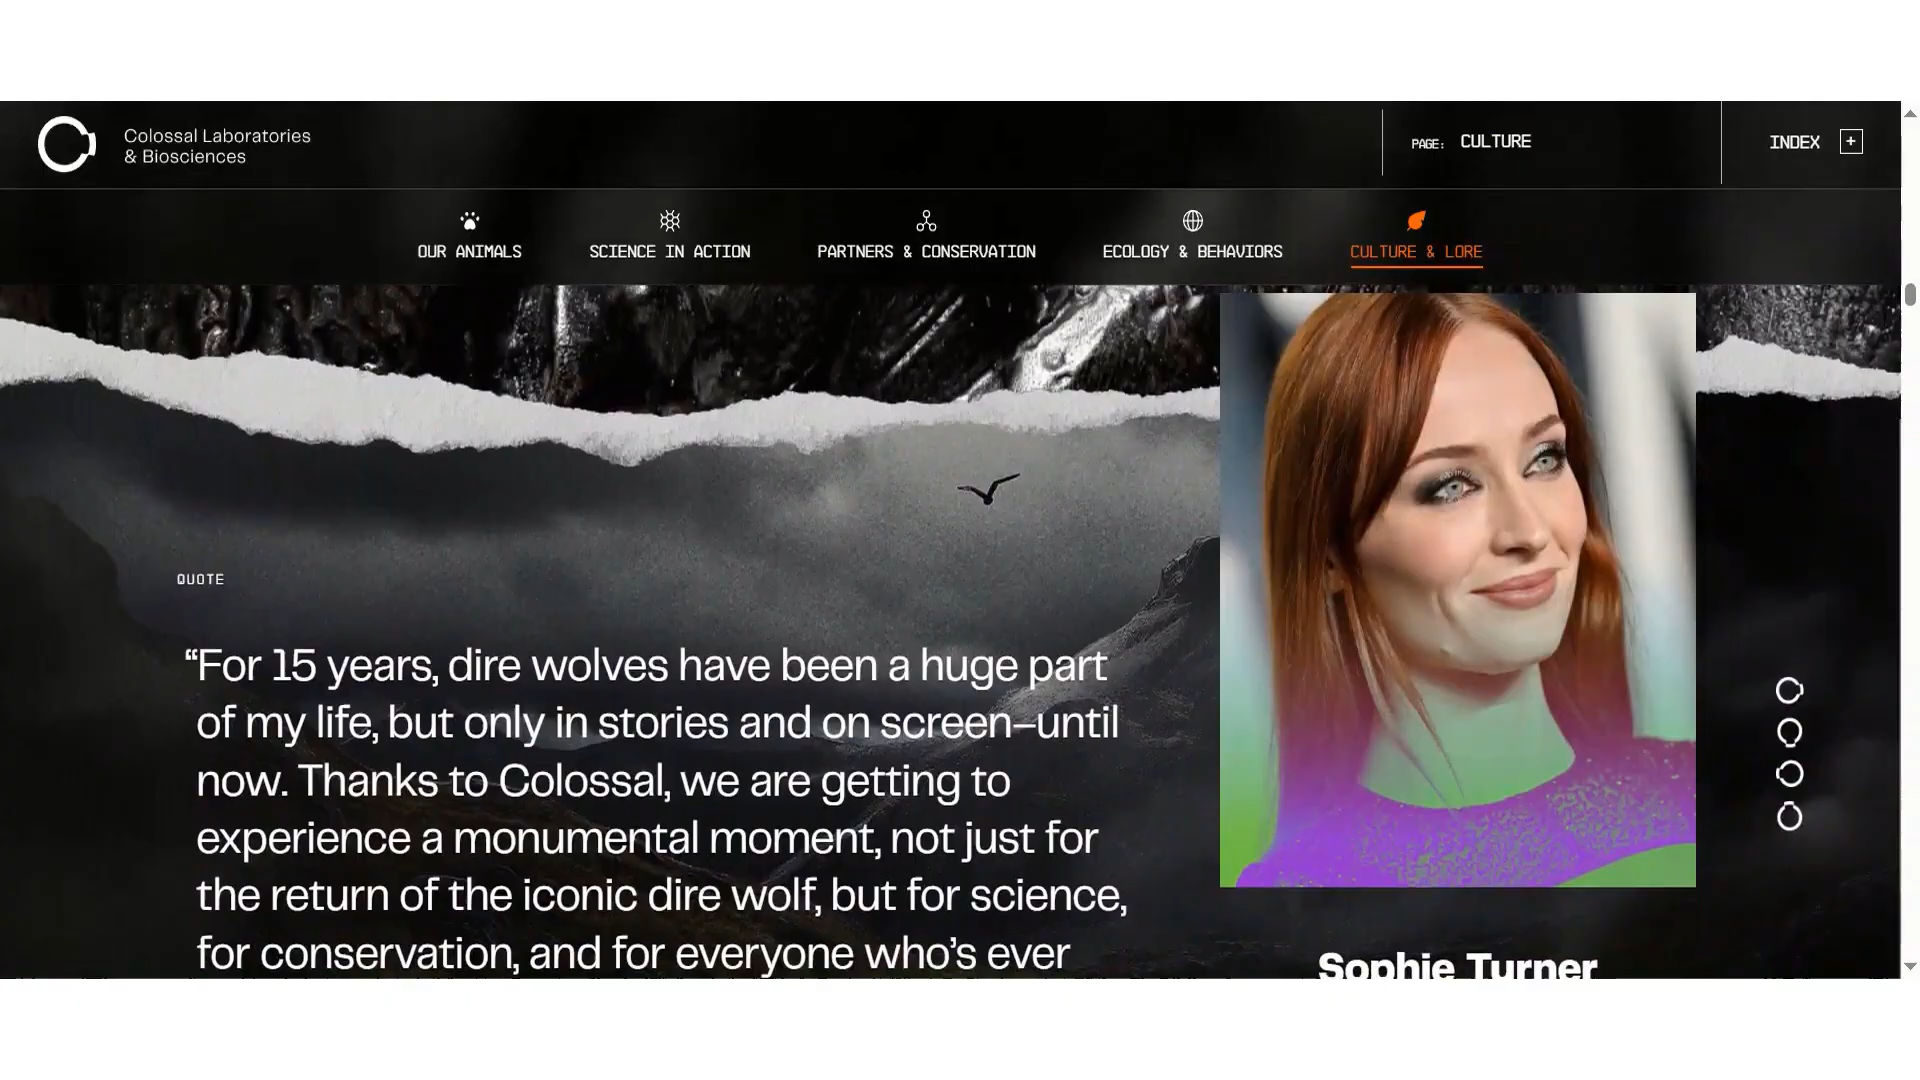 Colossal Laboratories
& Biosciences
PAGE: CULTURE
INDEX +
OUR ANIMALS
SCIENCE IN ACTION
PARTNERS & CONSERVATION
ECOLOGY & BEHAVIORS
CULTURE & LORE
QUOTE
“For 15 years, dire wolves have been a huge part
of my life, but only in stories and on screen–until
now. Thanks to Colossal, we are getting to
experience a monumental moment, not just for
the return of the iconic dire wolf, but for science,
for conservation, and for everyone who’s ever
Sophie Turner